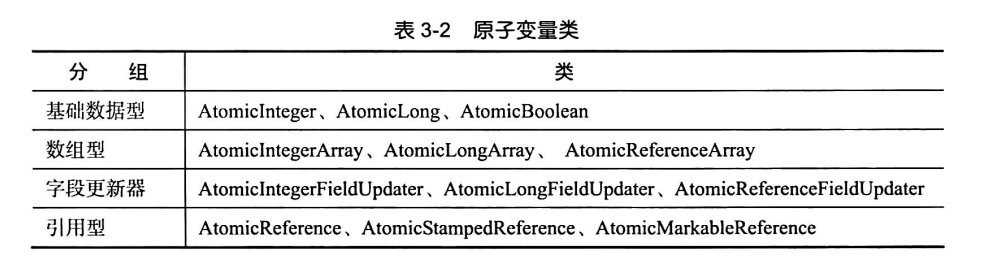 表 3-2 原子变量类
分 组 类
基础数据型 AtomicInteger、AtomicLong、AtomicBoolean
数组型 AtomicIntegerArray、AtomicLongArray、 AtomicReferenceArray
字段更新器 AtomicIntegerFieldUpdater、AtomicLongFieldUpdater、AtomicReferenceFieldUpdater
引用型 AtomicReference、AtomicStampedReference、AtomicMarkableReference